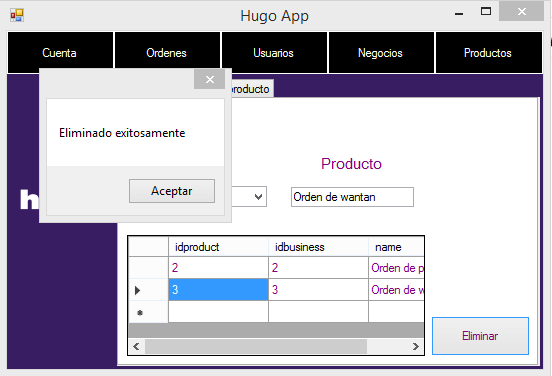 Hugo App
Cuenta Ordenes Usuarios Negocios Productos
producto
Eliminado exitosamente
Aceptar
Producto
h
Orden de wantan
idproduct idbusiness name
2 2 Orden de p
3 3 Orden de w
Eliminar